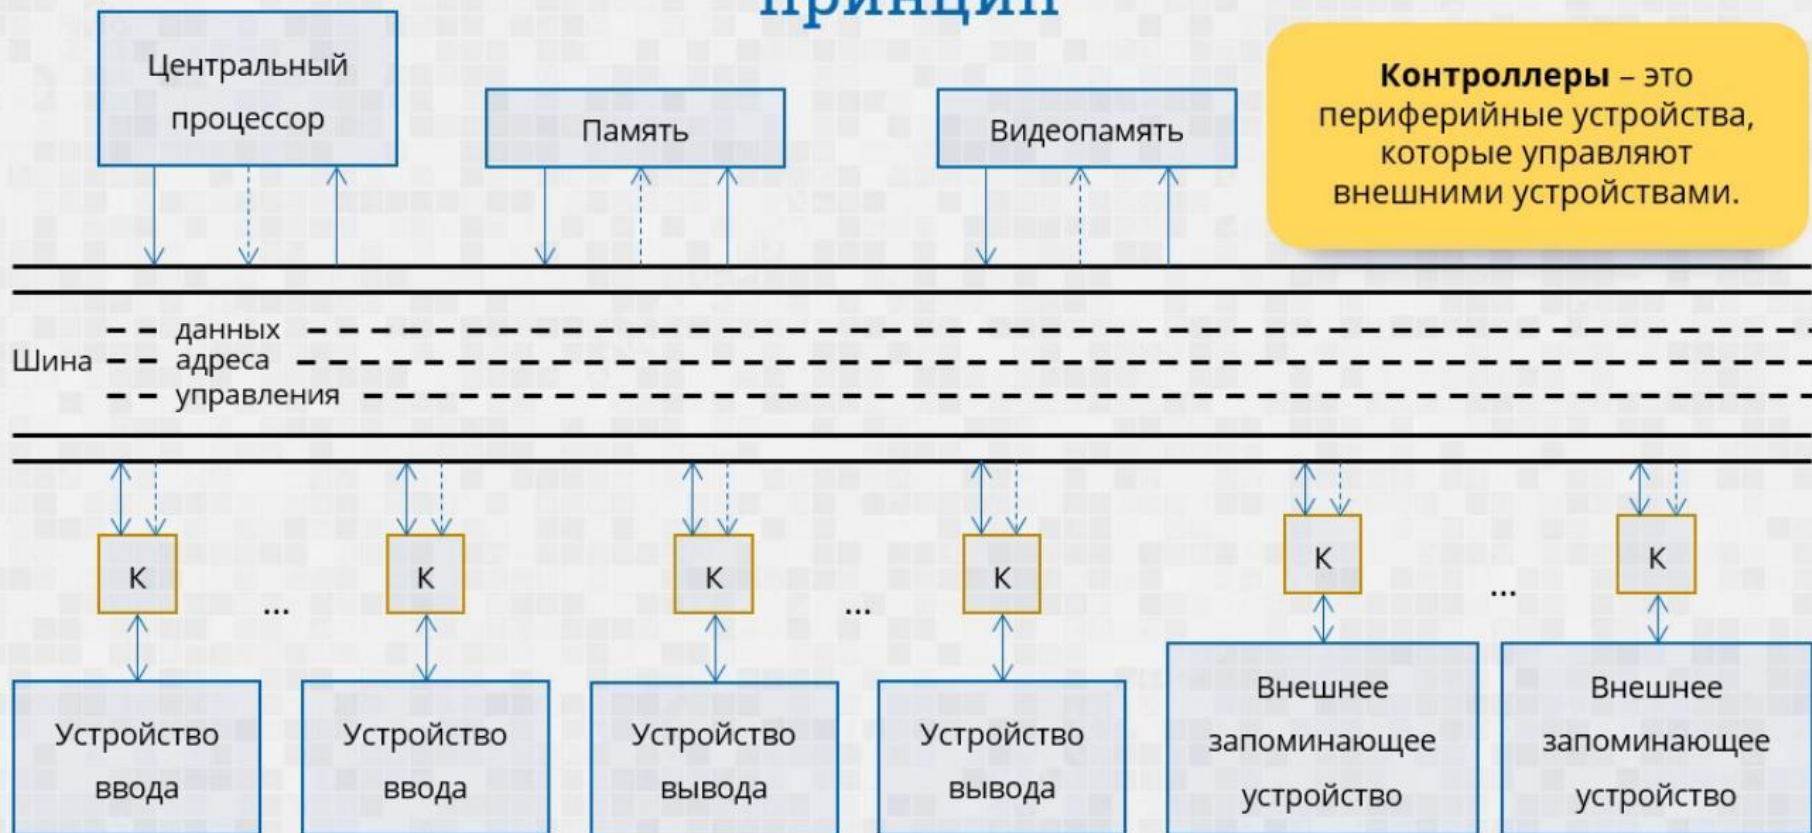 принцип
Центральный
процессор
Память
Видеопамять
Контроллеры – это
периферийные устройства,
которые управляют
внешними устройствами.
Шина
данных
адреса
управления
К
...
К
К
...
К
К
...
К
Устройство
ввода
Устройство
ввода
Устройство
вывода
Устройство
вывода
Внешнее
запоминающее
устройство
Внешнее
запоминающее
устройство